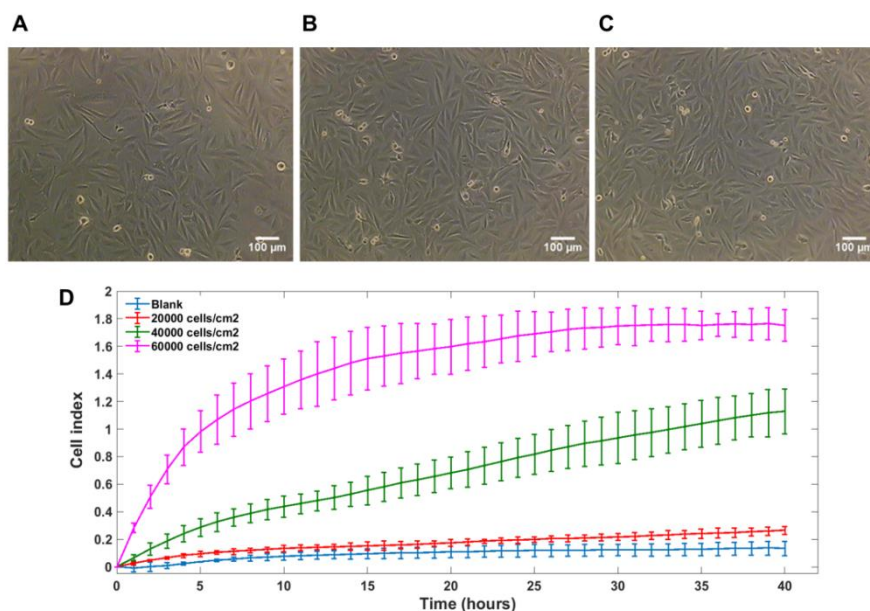 A B C
100 µm 100 µm 100 µm
D
2
1.8
1.6
1.4
1.2
1
0.8
0.6
0.4
0.2
0
Cell index
Blank
20000 cells/cm2
40000 cells/cm2
60000 cells/cm2
0 5 10 15 20 25 30 35 40
Time (hours)